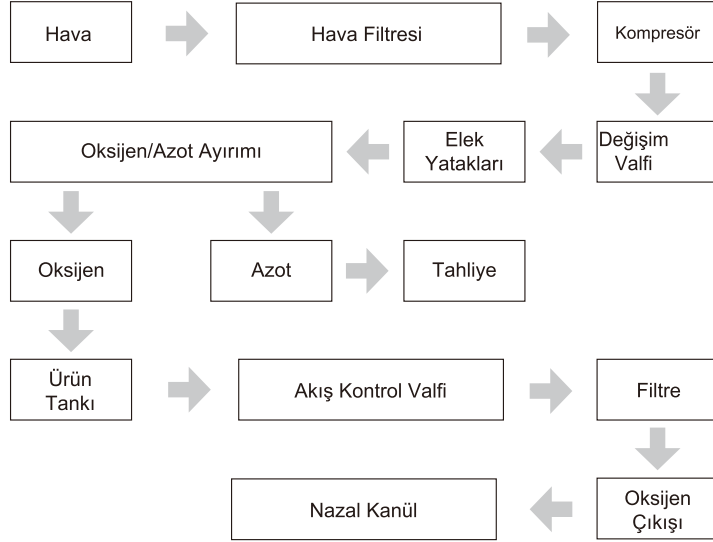 Hava
Hava Filtresi
Kompresör
Oksijen/Azot Ayırımı
Elek
Yatakları
Değişim
Valfi
Oksijen
Azot
Tahliye
Ürün
Tankı
Akış Kontrol Valfi
Filtre
Nazal Kanül
Oksijen
Çıkışı